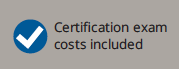 Certification exam
costs included